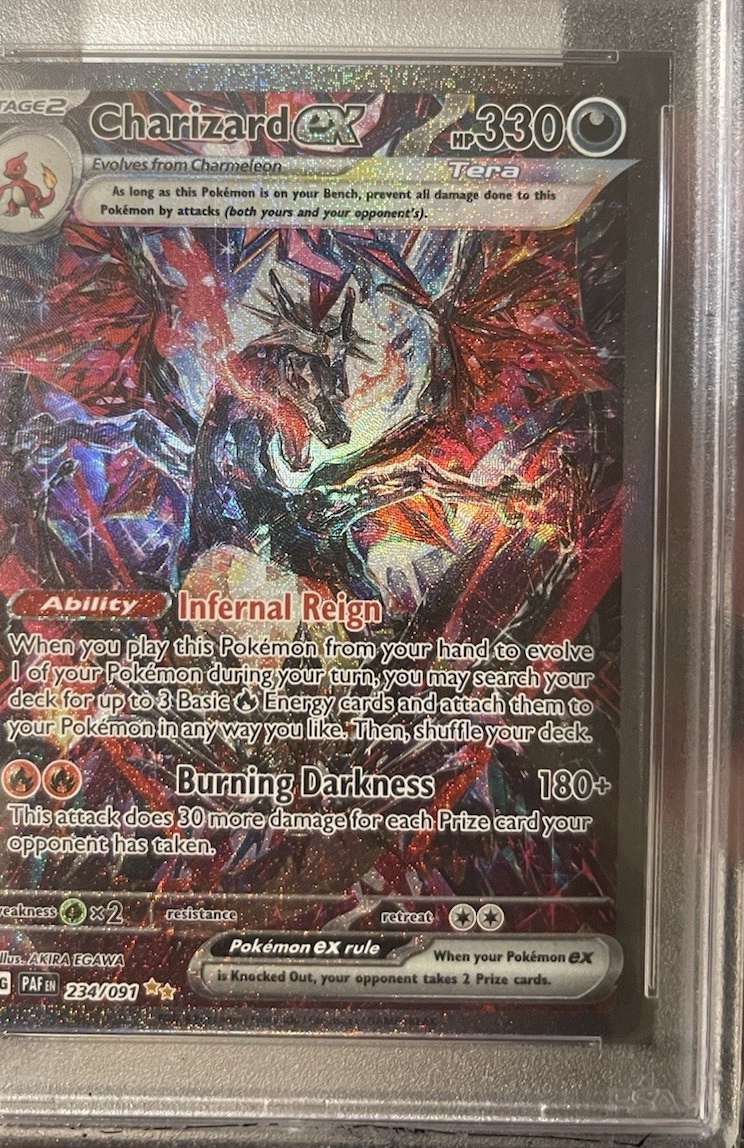 TAGE2
Charizard ex HP 330
Evolves from Charmeleon Tera
As long as this Pokémon is on your Bench, prevent all damage done to this
Pokémon by attacks (both yours and your opponent's).
Ability Infernal Reign
When you play this Pokémon from your hand to evolve
1 of your Pokémon during your turn, you may search your
deck for up to 3 Basic Energy cards and attach them to
your Pokémon in any way you like. Then, shuffle your deck.
Burning Darkness 180+
This attack does 30 more damage for each Prize card your
opponent has taken.
eakness ×2 resistance retreat
llus. AKIRA EGAWA
Pokémon ex rule When your Pokémon ex
is Knocked Out, your opponent takes 2 Prize cards.
G PAF EN 234/091
PSA